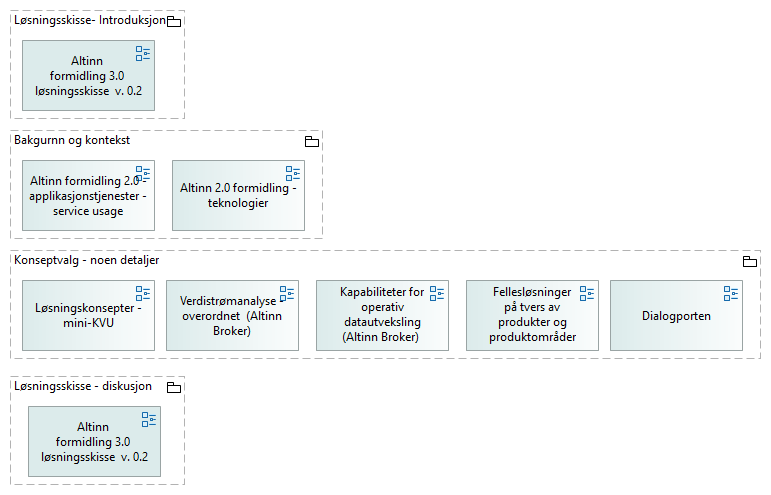 Løsningsskisse- Introduksjon
Altinn
formidling 3.0
løsningsskisse v. 0.2
Bakgurnn og kontekst
Altinn formidling 2.0 -
applikasjonstjenester -
service usage
Altinn 2.0 formidling -
teknologier
Konseptvalg - noen detaljer
Løsningskonsepter -
mini-KVU
Verdistrømanalyse -
overordnet (Altinn
Broker)
Kapabiliteter for
operativ
datautveksling
(Altinn Broker)
Fellesløsninger
på tvers av
produkter og
produktområder
Dialogporten
Løsningsskisse - diskusjon
Altinn
formidling 3.0
løsningsskisse v. 0.2